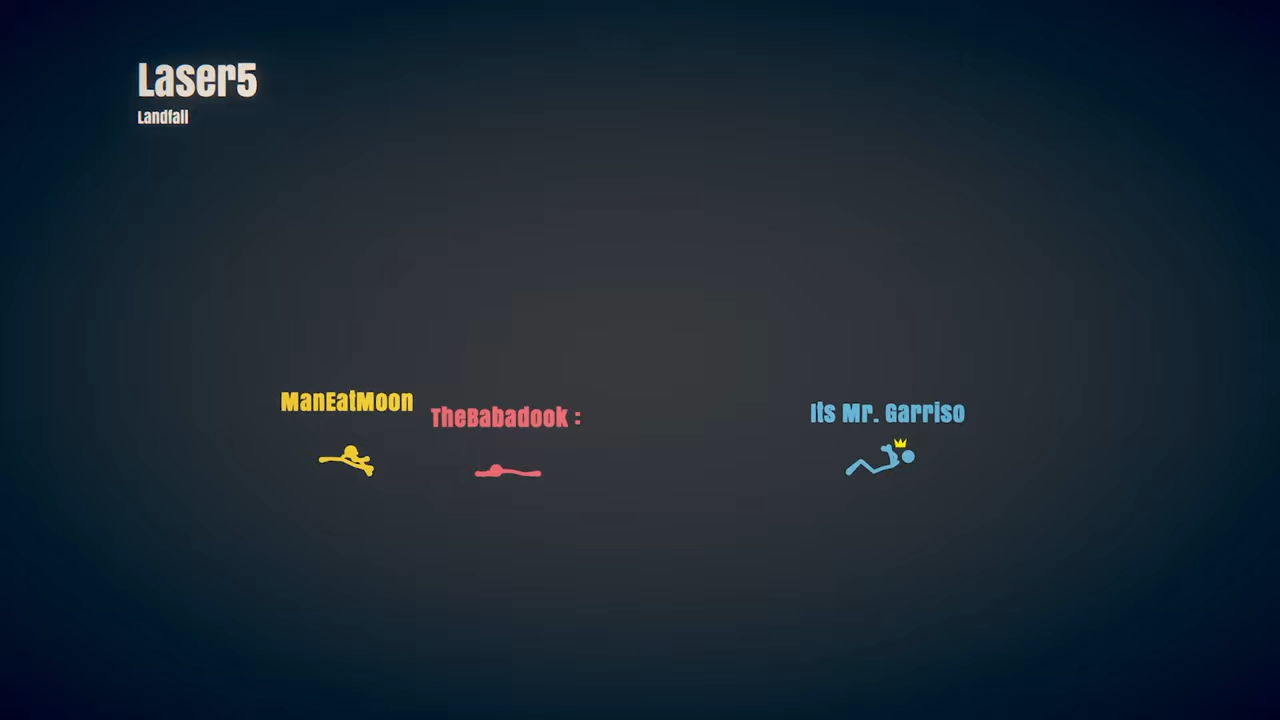 Laser5
Landfall
ManEatMoon
TheBabadook :
Its Mr. Garriso